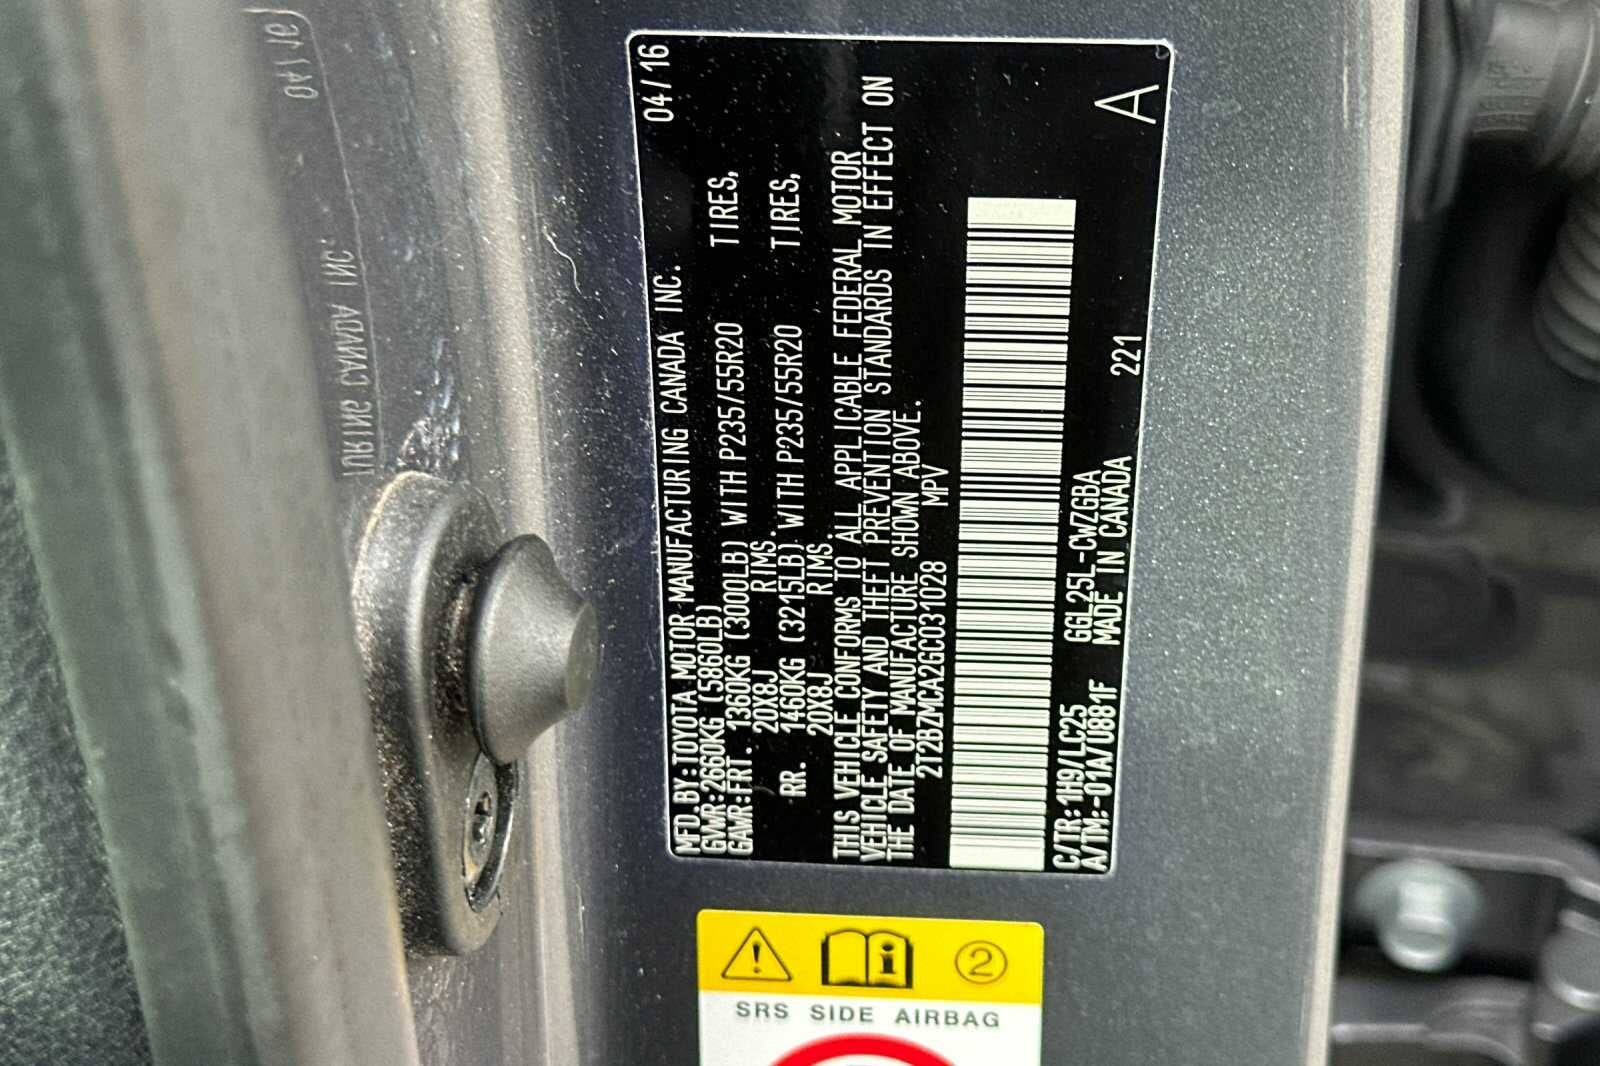 MFD. BY: TOYOTA MOTOR MANUFACTURING CANADA INC. 04/16
GVWR: 2660KG (5860LB)
GAWR: FRT. 1360KG (3000LB) WITH P235/55R20 TIRES,
20X8J RIMS.
RR. 1460KG (3215LB) WITH P235/55R20 TIRES,
20X8J RIMS.
THIS VEHICLE CONFORMS TO ALL APPLICABLE FEDERAL MOTOR
VEHICLE SAFETY AND THEFT PREVENTION STANDARDS IN EFFECT ON
THE DATE OF MANUFACTURE SHOWN ABOVE.
2T2BZMCA2GC031028 MPV
C/TR: 1H9/LC25 GGL25L-CWZGBA 221 A
A/TM: -01A/U881F MADE IN CANADA
! i 2
SRS SIDE AIRBAG